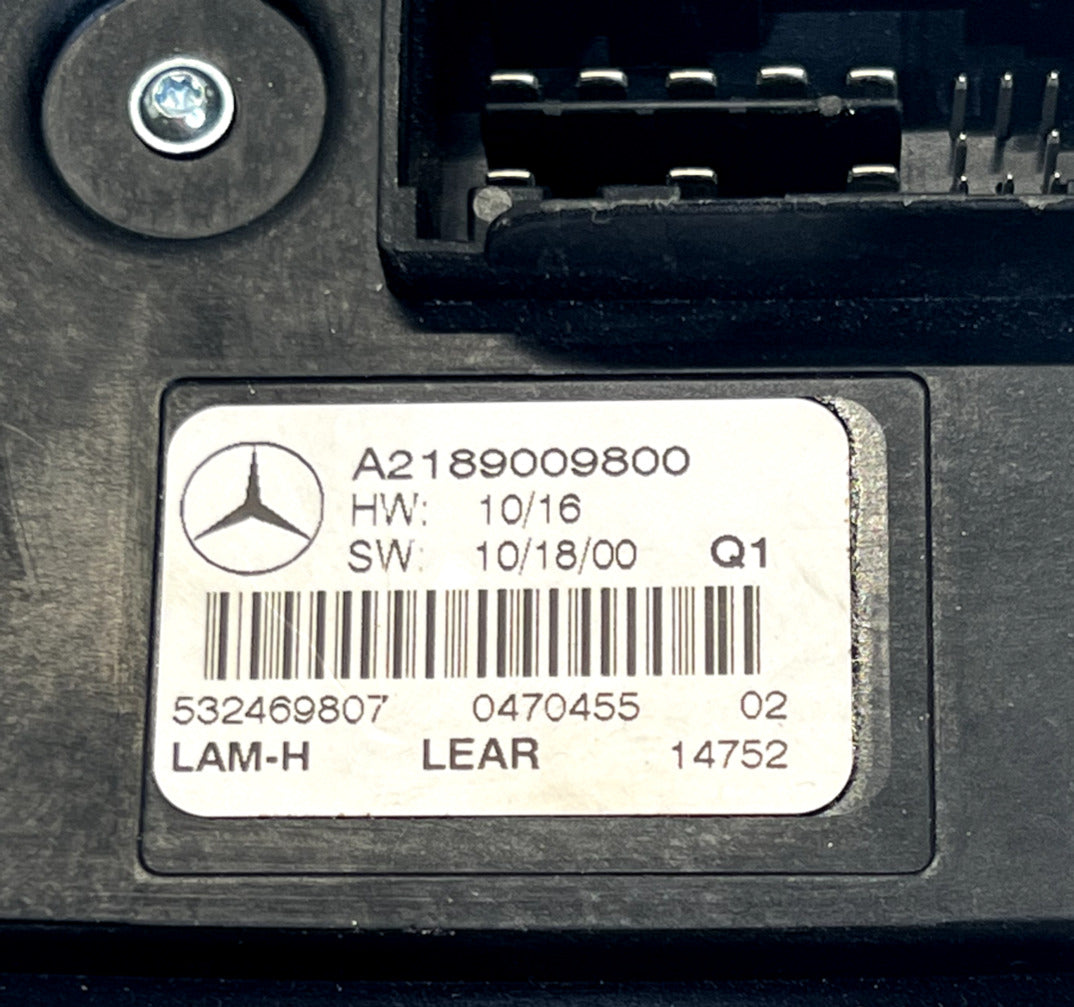 A2189009800
HW: 10/16
SW: 10/18/00 Q1
532469807 0470455 02
LAM-H LEAR 14752